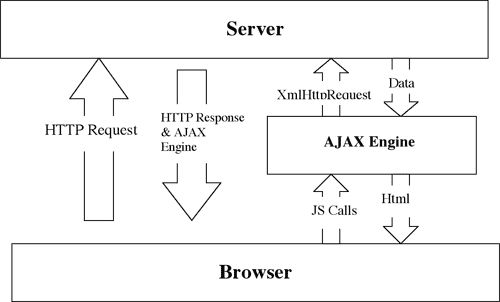 Server
XmlHttpRequest
Data
HTTP Request
HTTP Response
& AJAX
Engine
AJAX Engine
JS Calls
Html
Browser